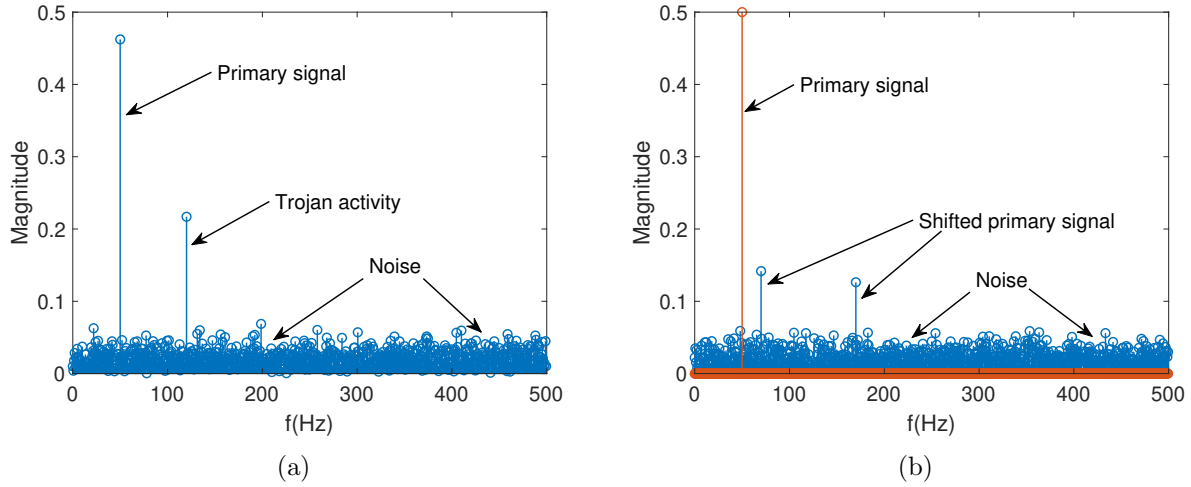 0.5
0.4
0.3
0.2
0.1
0
Magnitude
Primary signal
Trojan activity
Noise
0 100 200 300 400 500
f(Hz)
(a)
0.5
0.4
0.3
0.2
0.1
0
Magnitude
Primary signal
Shifted primary signal
Noise
0 100 200 300 400 500
f(Hz)
(b)